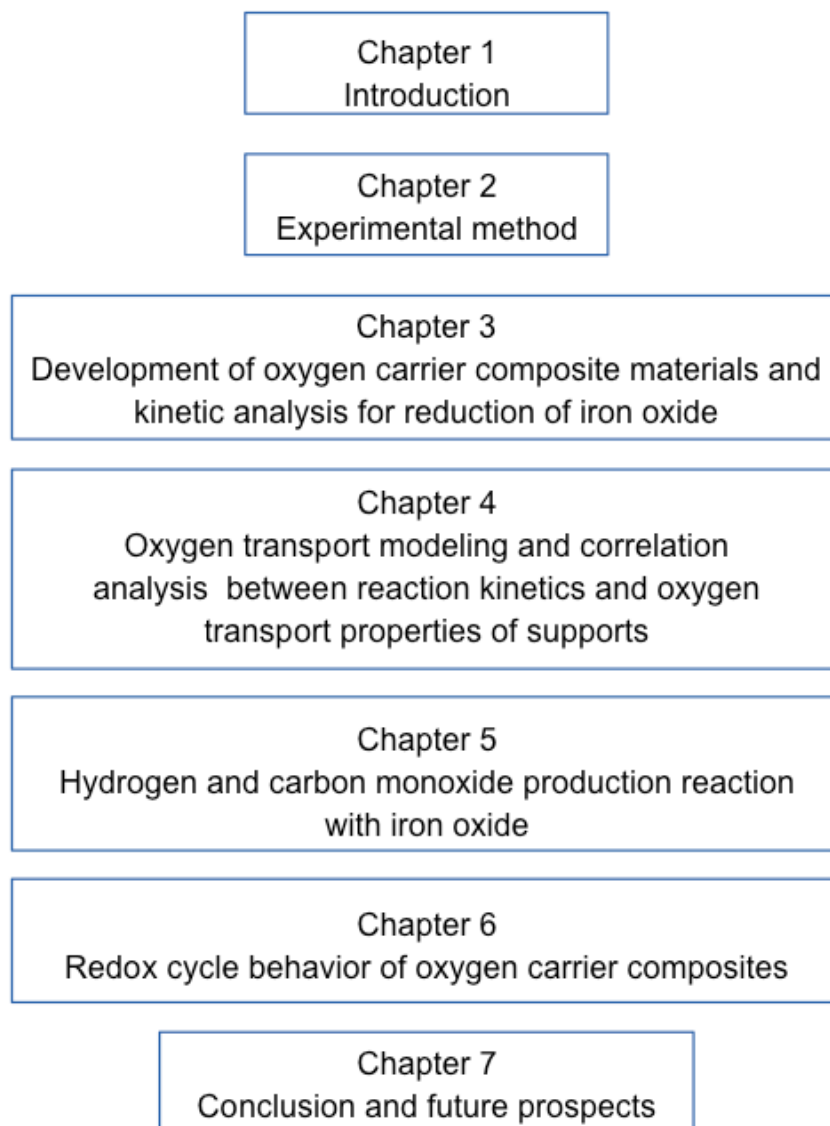 Chapter 1
Introduction
Chapter 2
Experimental method
Chapter 3
Development of oxygen carrier composite materials and
kinetic analysis for reduction of iron oxide
Chapter 4
Oxygen transport modeling and correlation
analysis  between reaction kinetics and oxygen
transport properties of supports
Chapter 5
Hydrogen and carbon monoxide production reaction
with iron oxide
Chapter 6
Redox cycle behavior of oxygen carrier composites
Chapter 7
Conclusion and future prospects